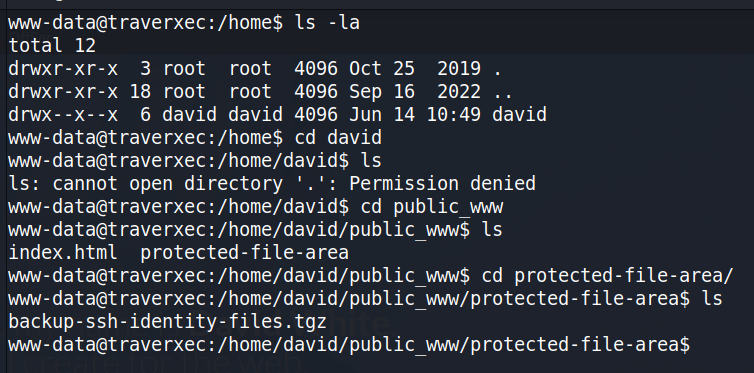 www-data@traverxec:/home$ ls -la
total 12
drwxr-xr-x  3 root  root  4096 Oct 25  2019 .
drwxr-xr-x 18 root  root  4096 Sep 16  2022 ..
drwx--x--x  6 david david 4096 Jun 14 10:49 david
www-data@traverxec:/home$ cd david
www-data@traverxec:/home/david$ ls
ls: cannot open directory '.': Permission denied
www-data@traverxec:/home/david$ cd public_www
www-data@traverxec:/home/david/public_www$ ls
index.html  protected-file-area
www-data@traverxec:/home/david/public_www$ cd protected-file-area/
www-data@traverxec:/home/david/public_www/protected-file-area$ ls
backup-ssh-identity-files.tgz
www-data@traverxec:/home/david/public_www/protected-file-area$
create for the web